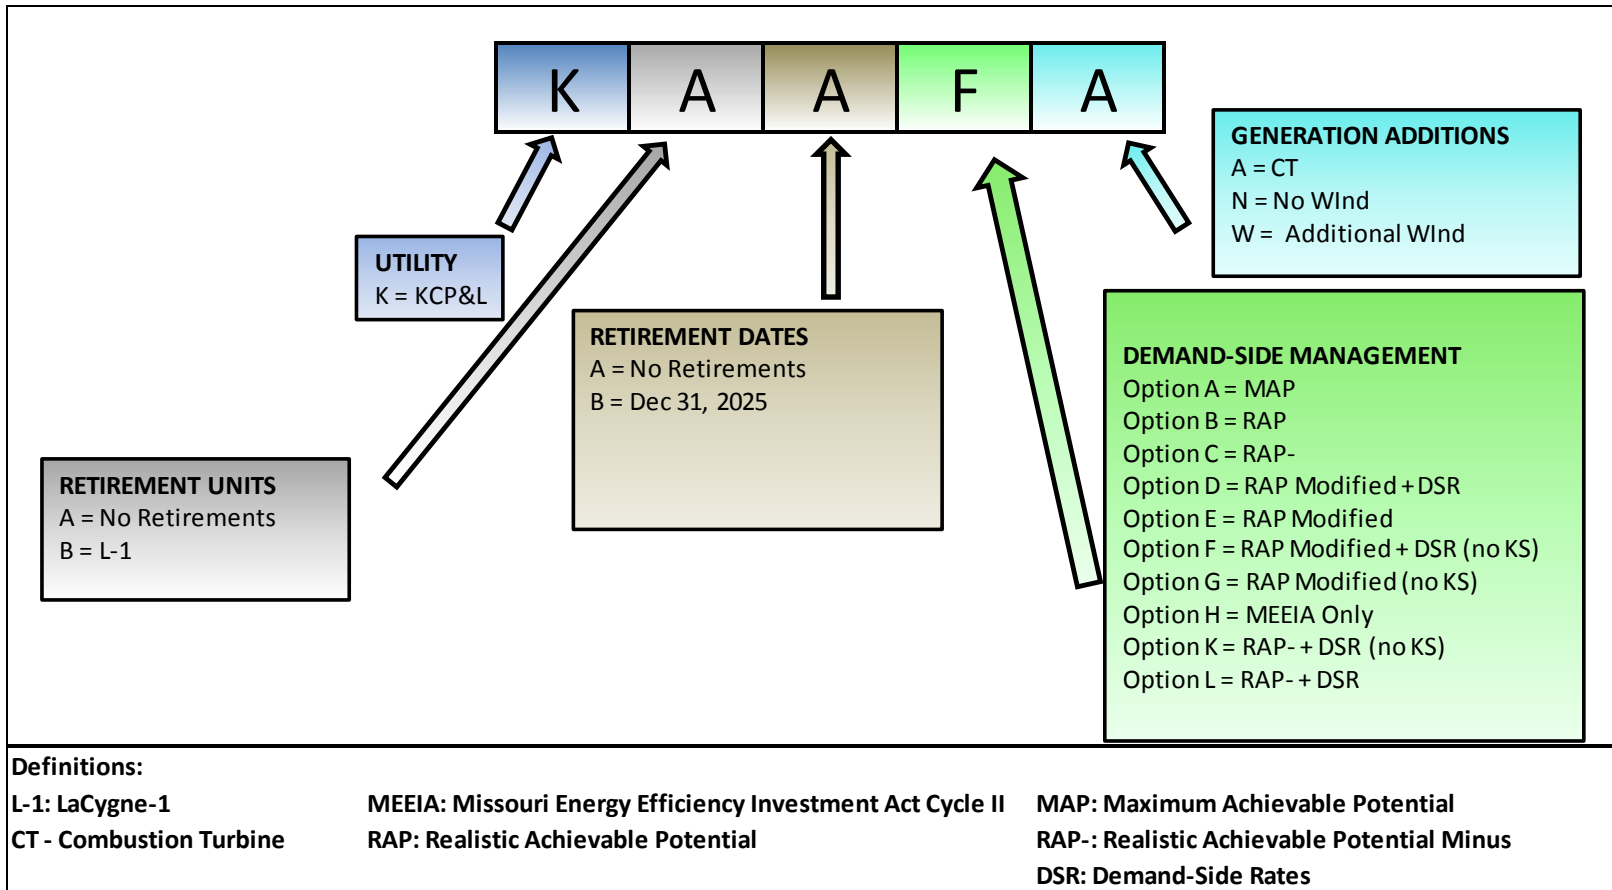 K A A F A
GENERATION ADDITIONS
A = CT
N = No WInd
W = Additional WInd
UTILITY
K = KCP&L
RETIREMENT DATES
A = No Retirements
B = Dec 31, 2025
DEMAND-SIDE MANAGEMENT
Option A = MAP
Option B = RAP
Option C = RAP-
Option D = RAP Modified + DSR
Option E = RAP Modified
Option F = RAP Modified + DSR (no KS)
Option G = RAP Modified (no KS)
Option H = MEEIA Only
Option K = RAP- + DSR (no KS)
Option L = RAP- + DSR
RETIREMENT UNITS
A = No Retirements
B = L-1
Definitions:
L-1: LaCygne-1 MEEIA: Missouri Energy Efficiency Investment Act Cycle II MAP: Maximum Achievable Potential
CT - Combustion Turbine RAP: Realistic Achievable Potential RAP-: Realistic Achievable Potential Minus
DSR: Demand-Side Rates